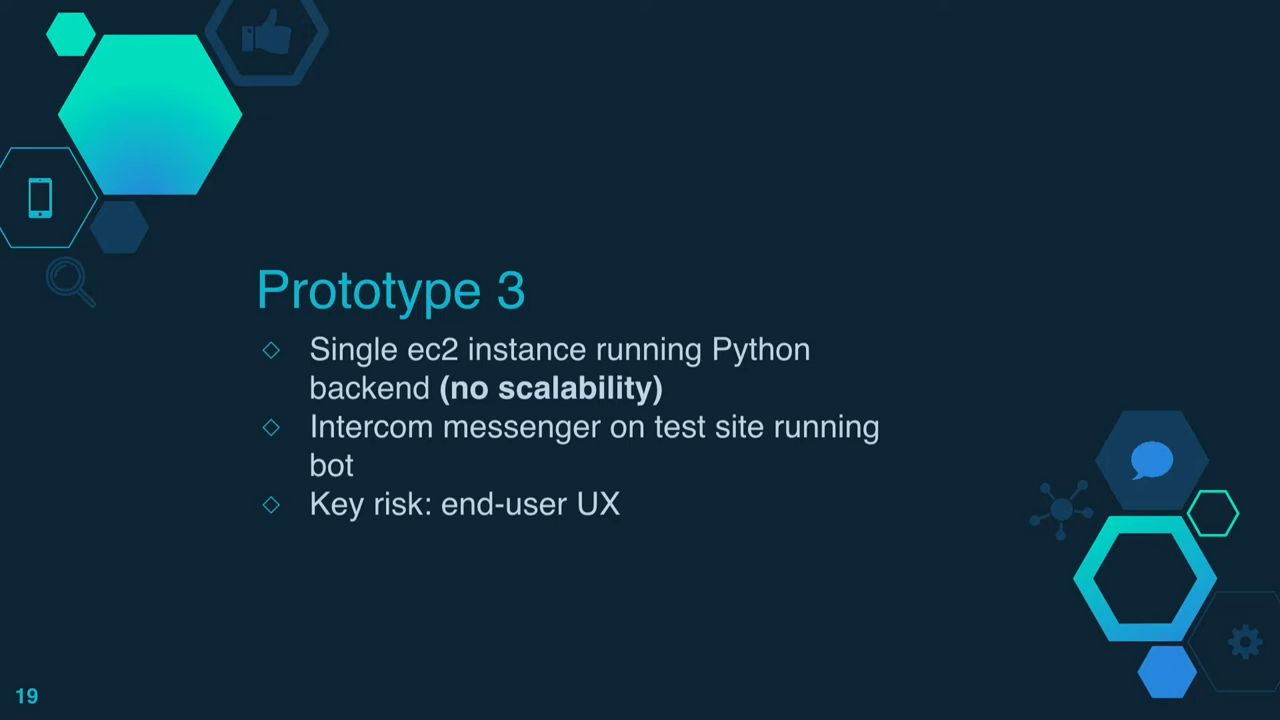 Prototype 3
Single ec2 instance running Python
backend (no scalability)
Intercom messenger on test site running
bot
Key risk: end-user UX
19